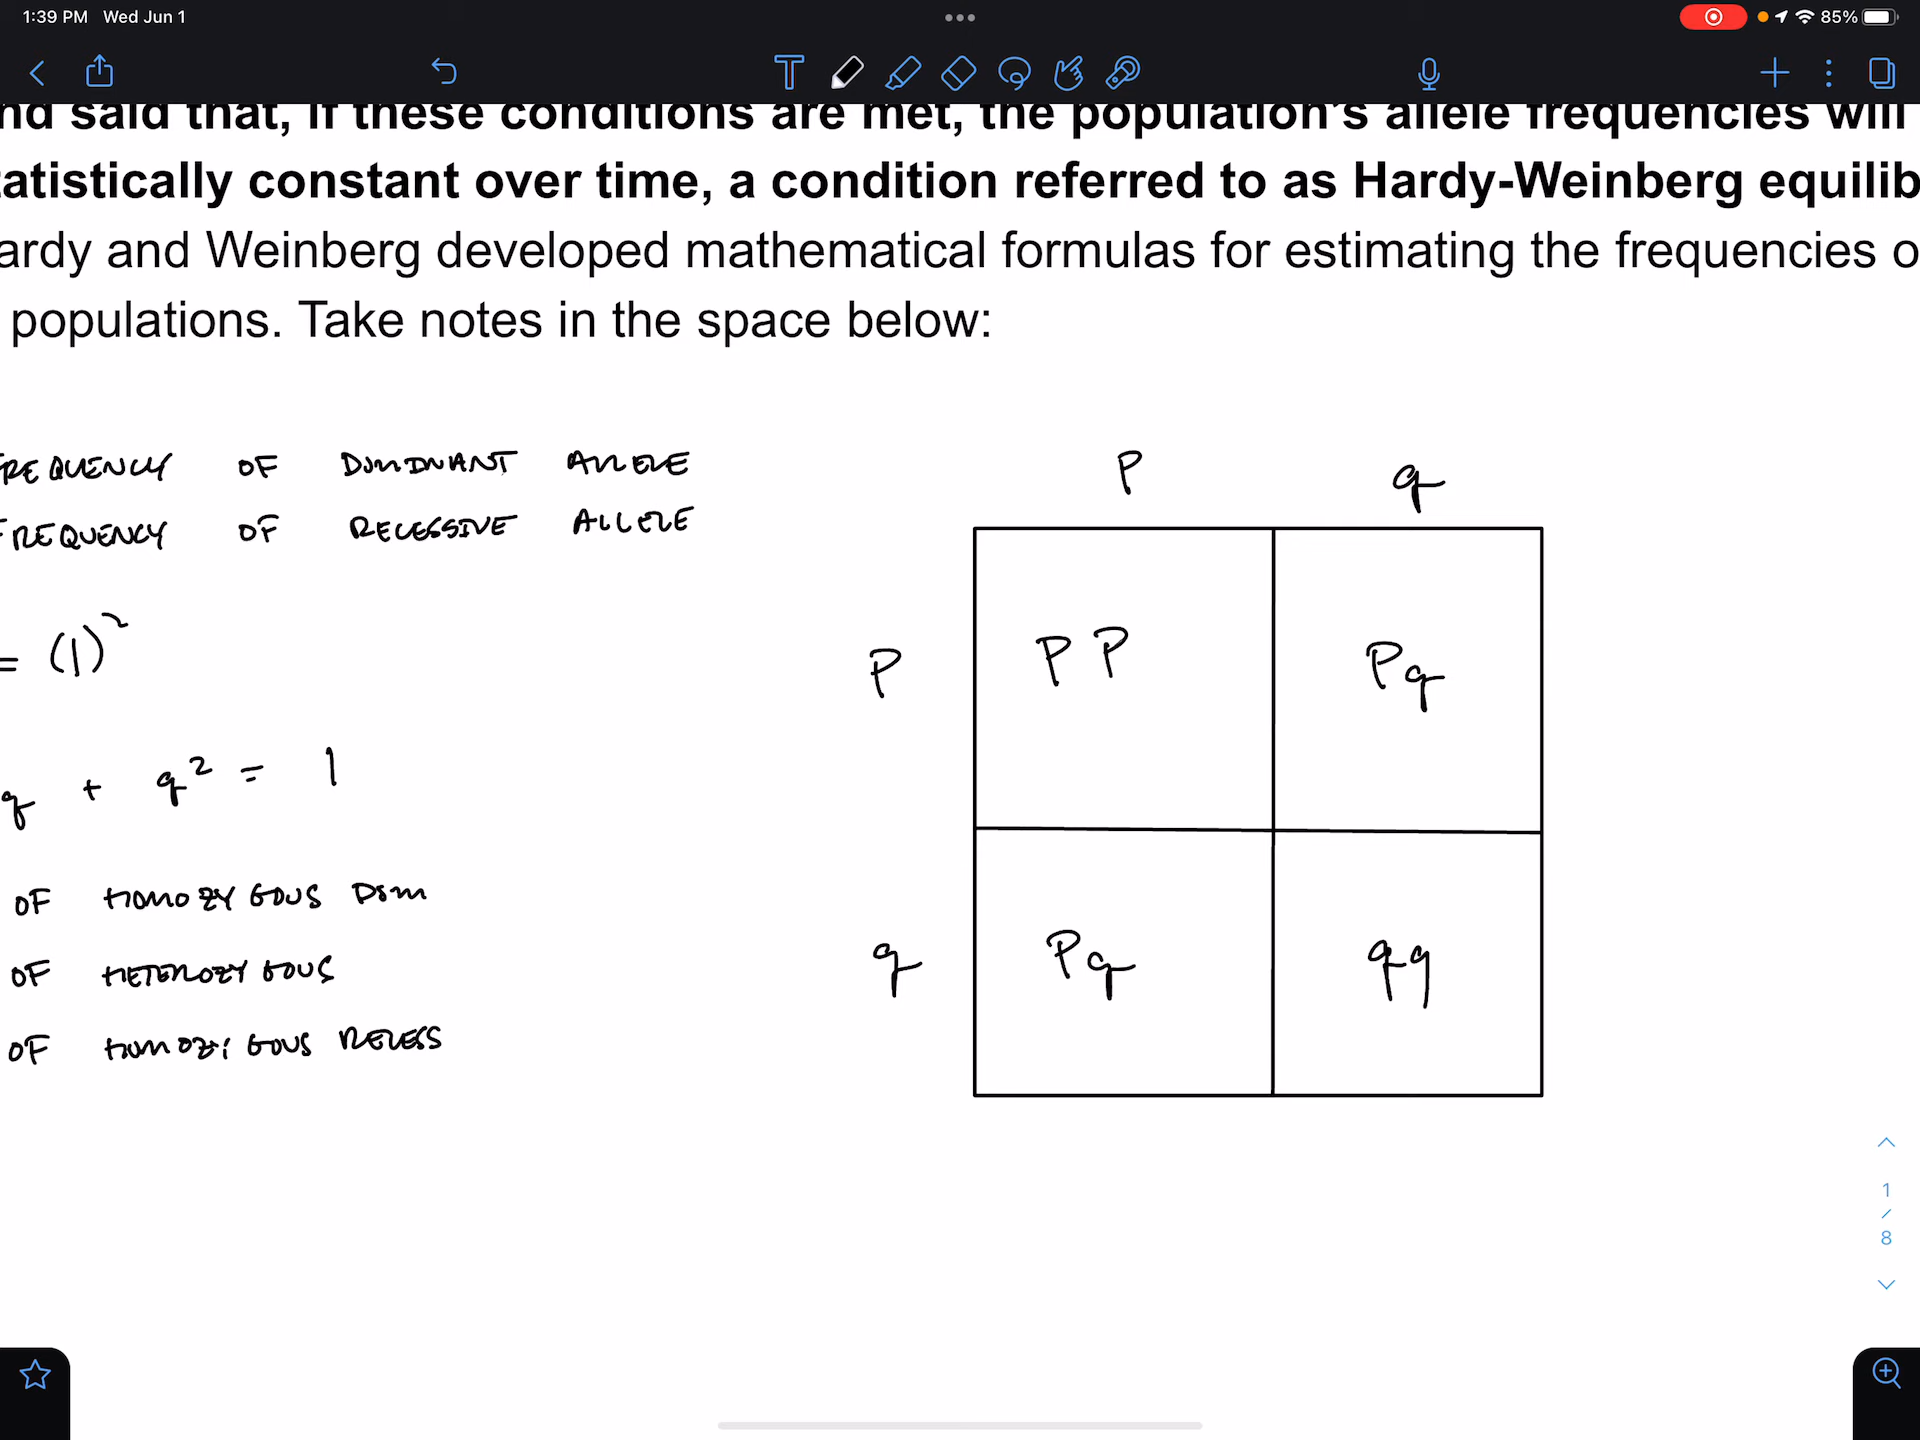 1:39 PM Wed Jun 1
85%
nd said that, if these conditions are met, the population's allele frequencies will
tatistically constant over time, a condition referred to as Hardy-Weinberg equilib
ardy and Weinberg developed mathematical formulas for estimating the frequencies o
populations. Take notes in the space below:
FREQUENCY OF DOMINANT ALLELE
FREQUENCY OF RECESSIVE ALLELE
= (1)²
q + q² = 1
OF HOMOZYGOUS DOM
OF HETEROZYGOUS
OF HOMOZYGOUS RECESS
P q
P PP Pq
q Pq qq
1
/
8